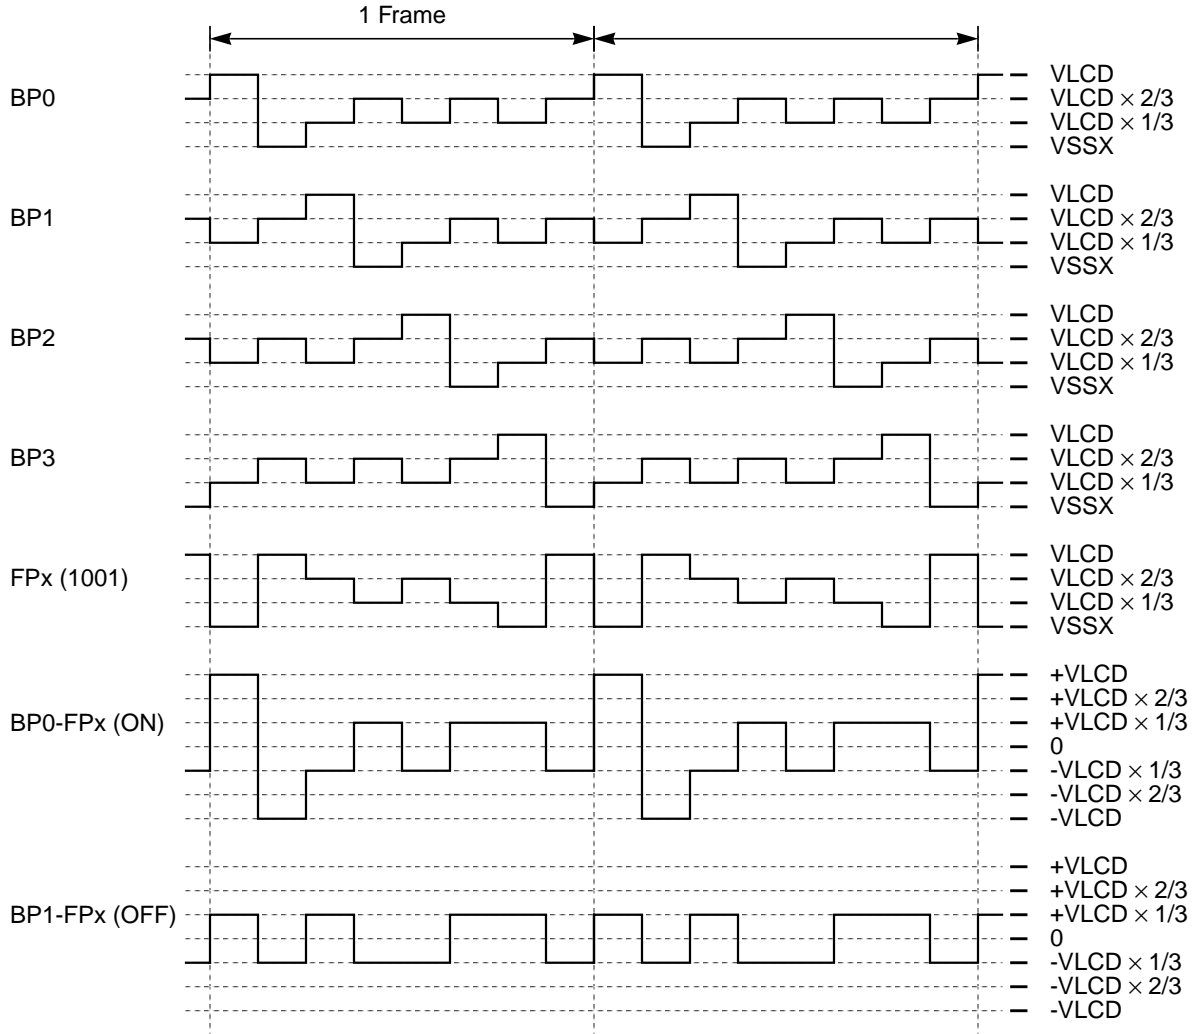 1 Frame
BP0
VLCD
VLCD × 2/3
VLCD × 1/3
VSSX
BP1
VLCD
VLCD × 2/3
VLCD × 1/3
VSSX
BP2
VLCD
VLCD × 2/3
VLCD × 1/3
VSSX
BP3
VLCD
VLCD × 2/3
VLCD × 1/3
VSSX
FPx (1001)
VLCD
VLCD × 2/3
VLCD × 1/3
VSSX
BP0-FPx (ON)
+VLCD
+VLCD × 2/3
+VLCD × 1/3
0
-VLCD × 1/3
-VLCD × 2/3
-VLCD
BP1-FPx (OFF)
+VLCD
+VLCD × 2/3
+VLCD × 1/3
0
-VLCD × 1/3
-VLCD × 2/3
-VLCD